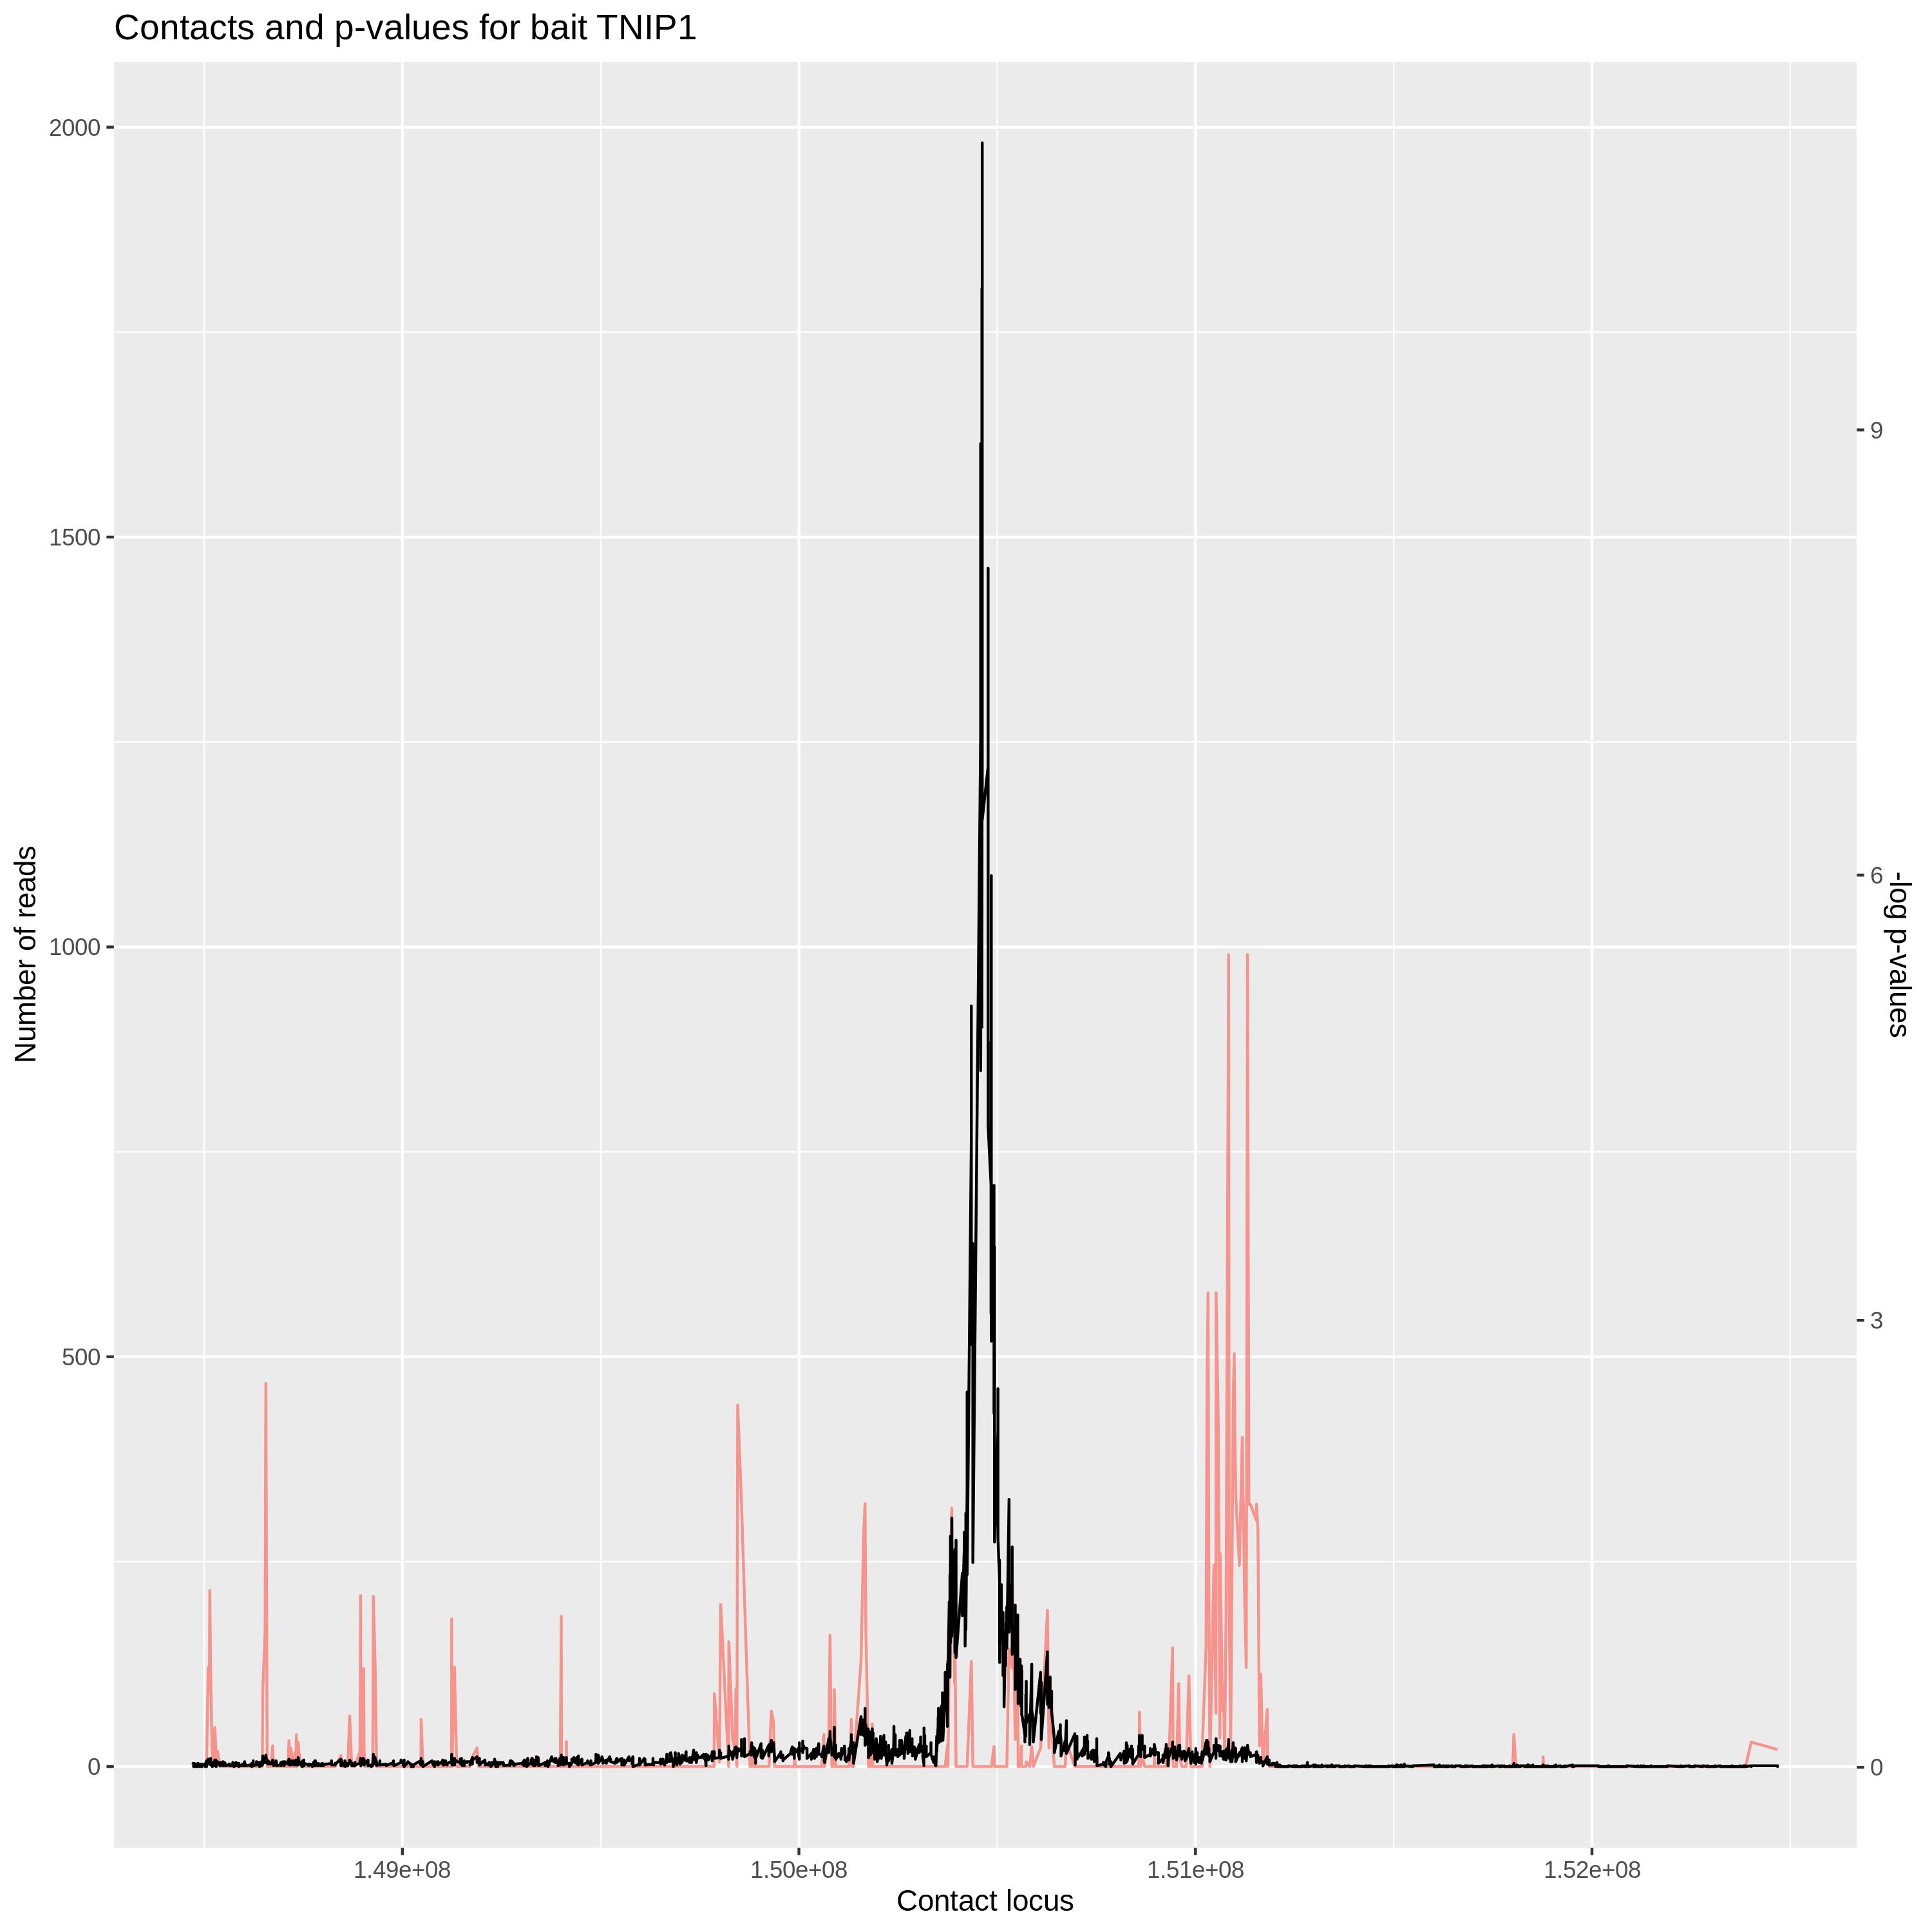 Contacts and p-values for bait TNIP1
2000
1500
1000
500
0
Number of reads
9
6
3
0
-log p-values
1.49e+08
1.50e+08
1.51e+08
1.52e+08
Contact locus